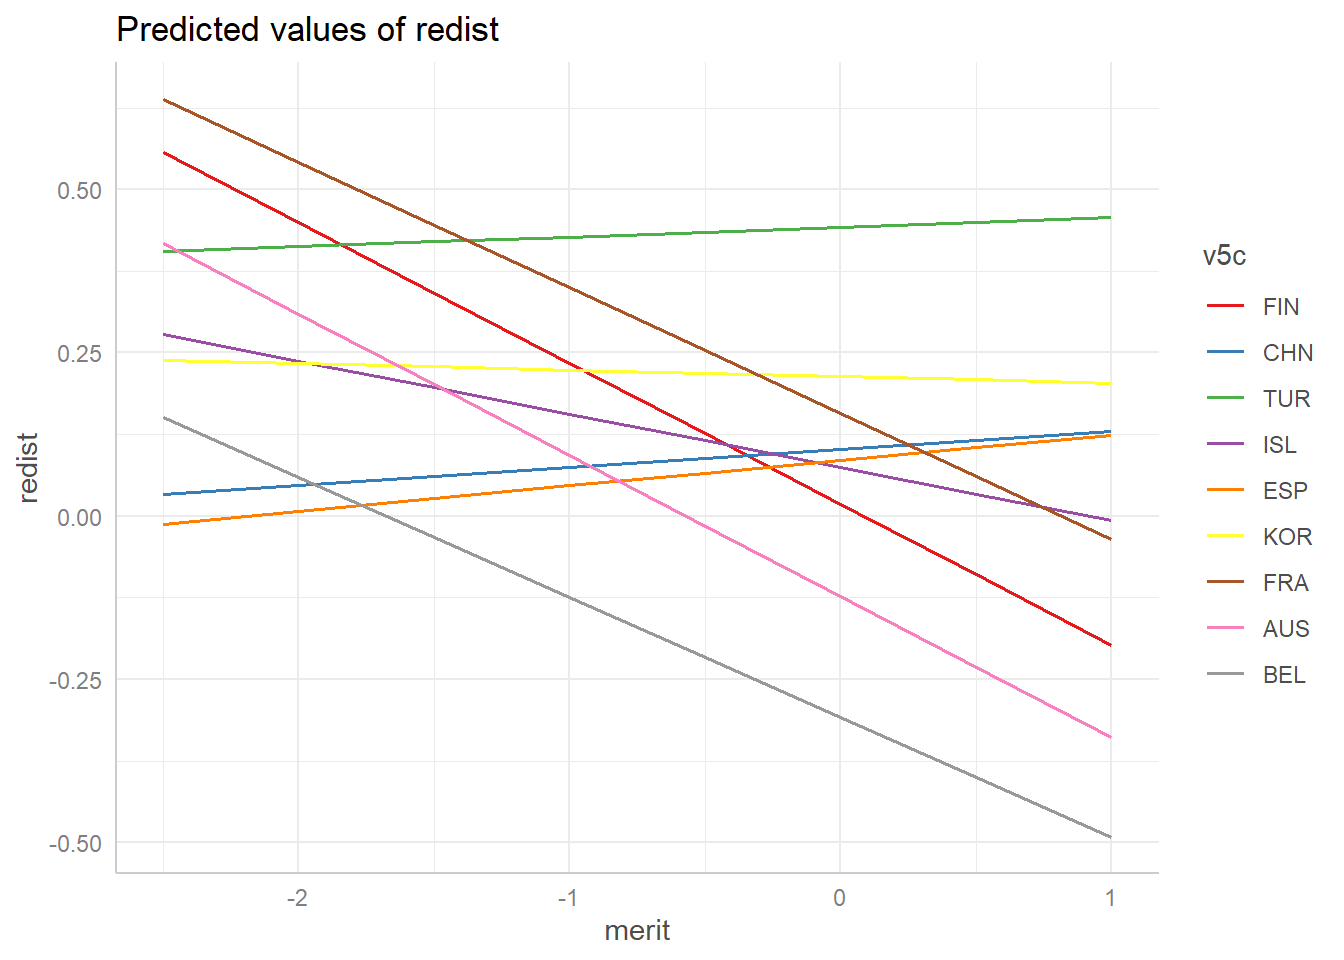 Predicted values of redist
0.50
0.25
0.00
-0.25
-0.50
redist
-2
-1
0
1
merit
v5c
FIN
CHN
TUR
ISL
ESP
KOR
FRA
AUS
BEL